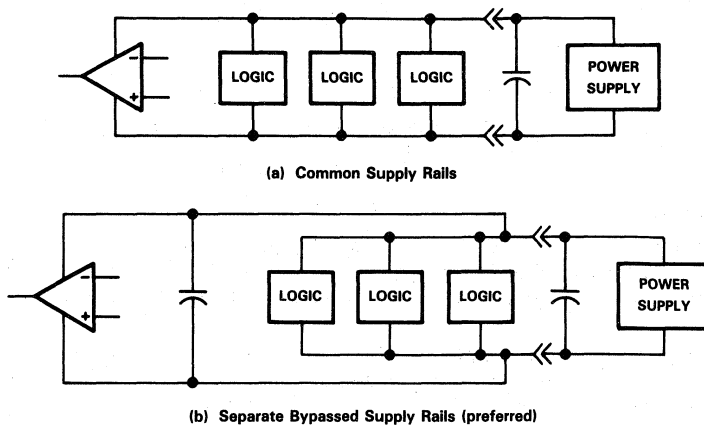 −
+
LOGIC
LOGIC
LOGIC
POWER
SUPPLY
(a) Common Supply Rails
−
+
LOGIC
LOGIC
LOGIC
POWER
SUPPLY
(b) Separate Bypassed Supply Rails (preferred)